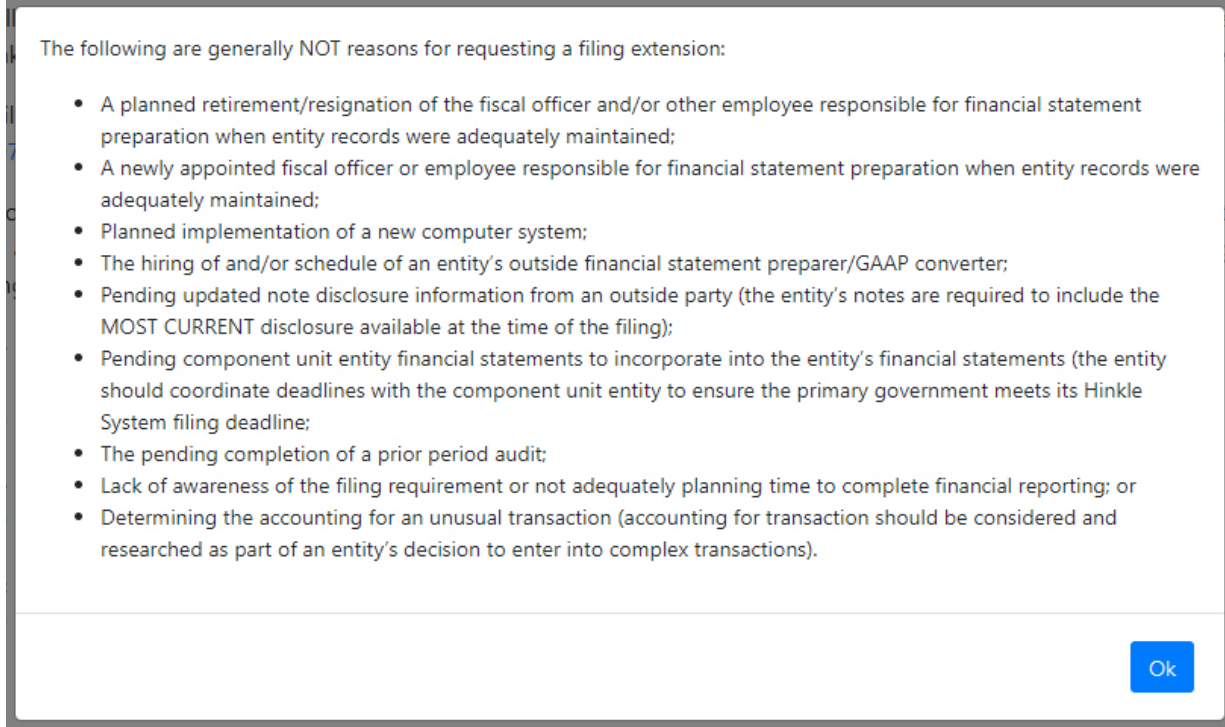 The following are generally NOT reasons for requesting a filing extension:
• A planned retirement/resignation of the fiscal officer and/or other employee responsible for financial statement
preparation when entity records were adequately maintained;
• A newly appointed fiscal officer or employee responsible for financial statement preparation when entity records were
adequately maintained;
• Planned implementation of a new computer system;
• The hiring of and/or schedule of an entity's outside financial statement preparer/GAAP converter;
• Pending updated note disclosure information from an outside party (the entity's notes are required to include the
MOST CURRENT disclosure available at the time of the filing);
• Pending component unit entity financial statements to incorporate into the entity's financial statements (the entity
should coordinate deadlines with the component unit entity to ensure the primary government meets its Hinkle
System filing deadline;
• The pending completion of a prior period audit;
• Lack of awareness of the filing requirement or not adequately planning time to complete financial reporting; or
• Determining the accounting for an unusual transaction (accounting for transaction should be considered and
researched as part of an entity's decision to enter into complex transactions).
Ok